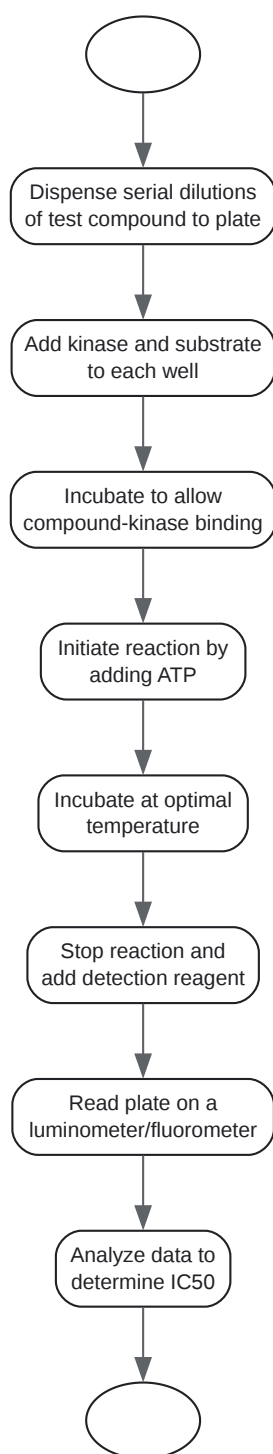 Dispense serial dilutions
of test compound to plate
Add kinase and substrate
to each well
Incubate to allow
compound-kinase binding
Initiate reaction by
adding ATP
Incubate at optimal
temperature
Stop reaction and
add detection reagent
Read plate on a
luminometer/fluorometer
Analyze data to
determine IC50